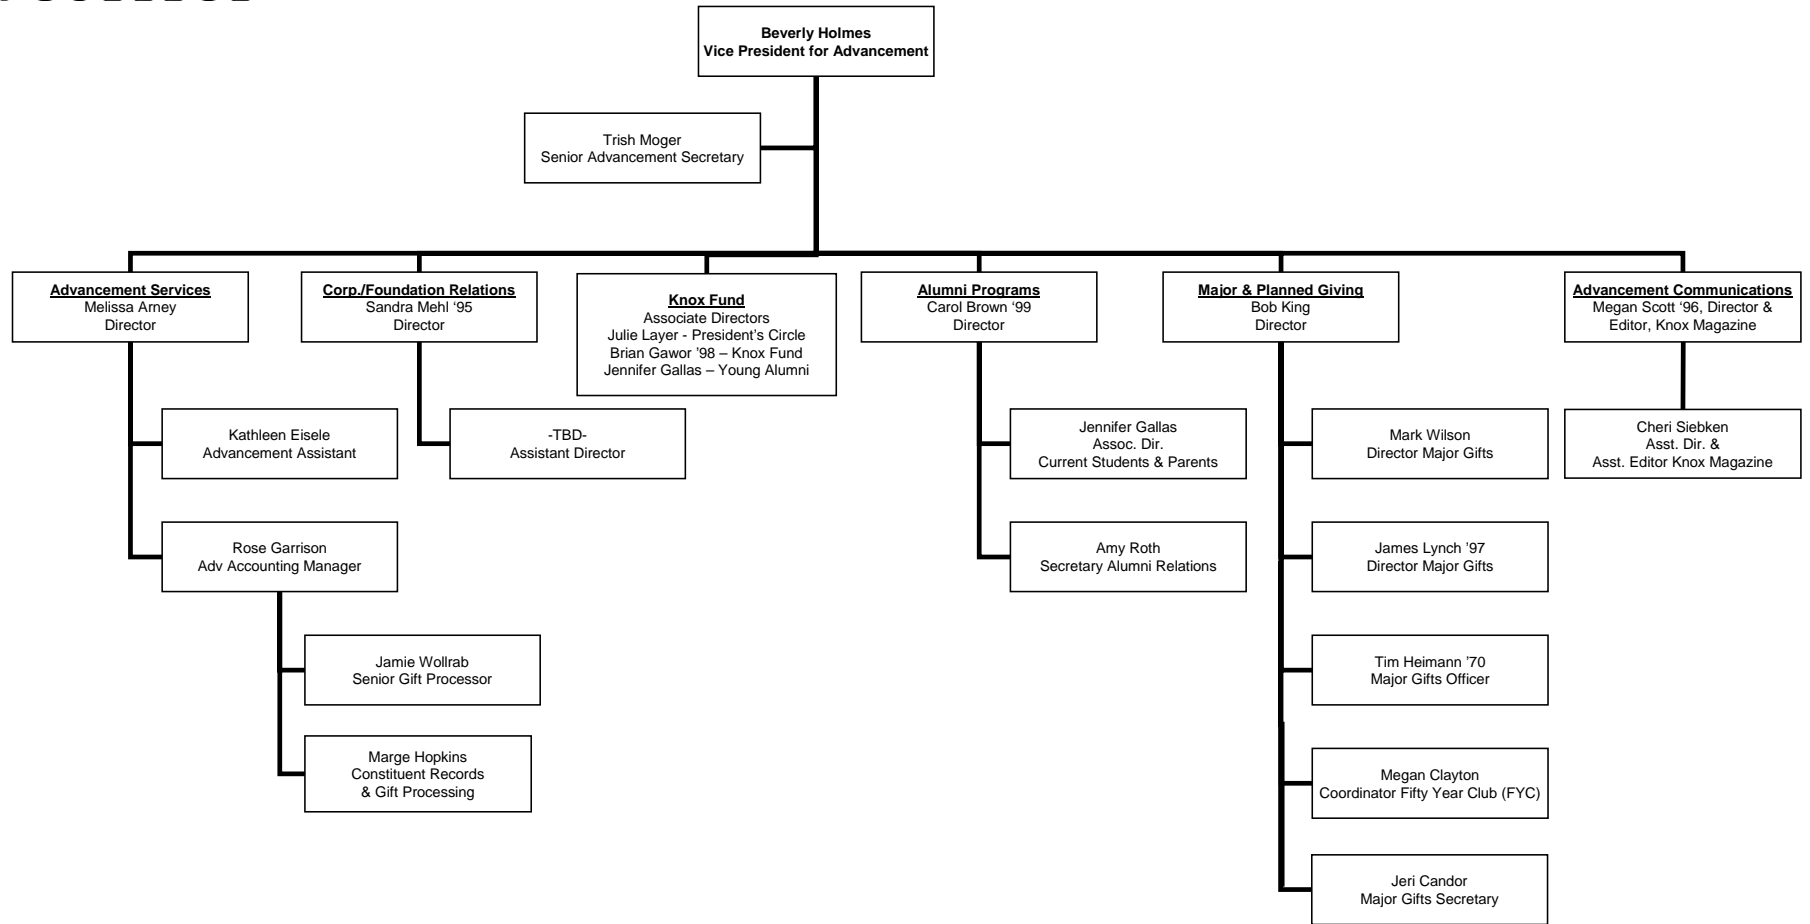 Beverly Holmes
Vice President for Advancement
Trish Moger
Senior Advancement Secretary
Advancement Services
Melissa Arney
Director
Corp./Foundation Relations
Sandra Mehl ‘95
Director
Knox Fund
Associate Directors
Julie Layer - President’s Circle
Brian Gawor ’98 – Knox Fund
Jennifer Gallas – Young Alumni
Alumni Programs
Carol Brown ‘99
Director
Major & Planned Giving
Bob King
Director
Advancement Communications
Megan Scott ‘96, Director &
Editor, Knox Magazine
Kathleen Eisele
Advancement Assistant
-TBD-
Assistant Director
Jennifer Gallas
Assoc. Dir.
Current Students & Parents
Mark Wilson
Director Major Gifts
Cheri Siebken
Asst. Dir. &
Asst. Editor Knox Magazine
Rose Garrison
Adv Accounting Manager
Amy Roth
Secretary Alumni Relations
James Lynch ’97
Director Major Gifts
Jamie Wollrab
Senior Gift Processor
Tim Heimann ’70
Major Gifts Officer
Marge Hopkins
Constituent Records
& Gift Processing
Megan Clayton
Coordinator Fifty Year Club (FYC)
Jeri Candor
Major Gifts Secretary